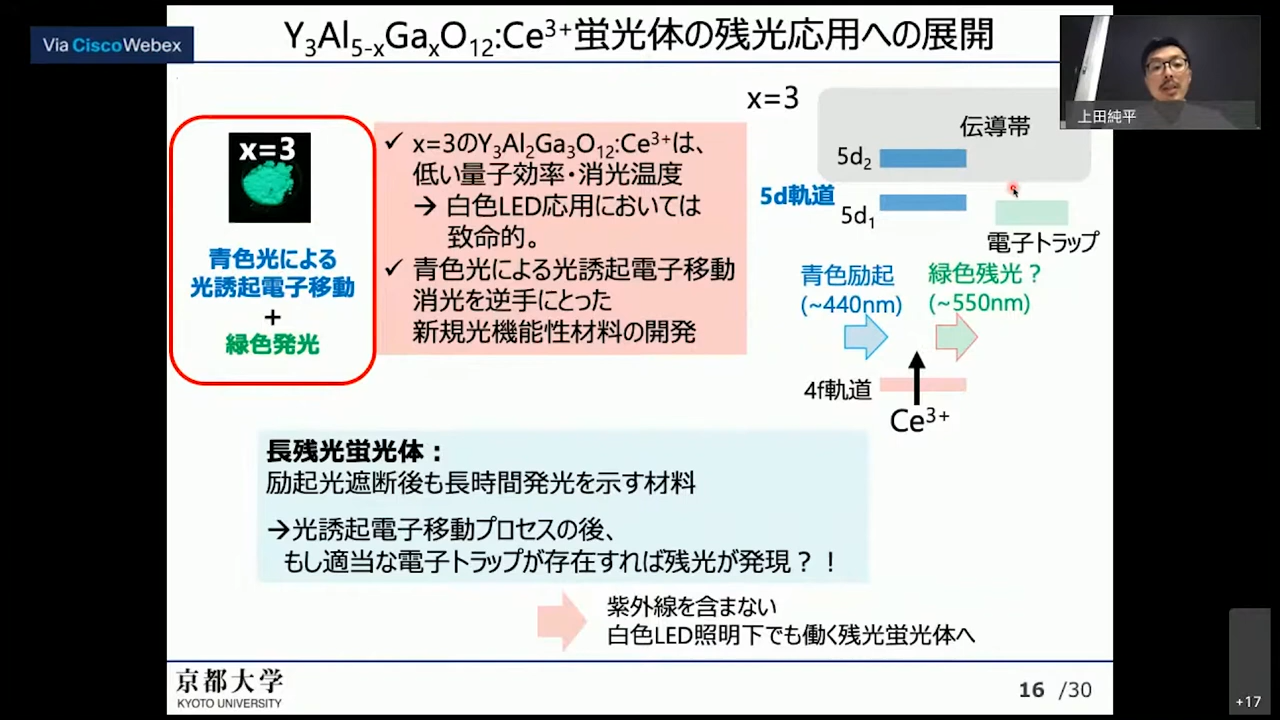 Via Cisco Webex
Y3Al5-xGaxO12:Ce3+蛍光体の残光応用への展開
上田純平
x=3
青色光による
光誘起電子移動
+
緑色発光
✓ x=3のY3Al2Ga3O12:Ce3+は、
低い量子効率・消光温度
→ 白色LED応用においては
致命的。
✓ 青色光による光誘起電子移動
消光を逆手にとった
新規光機能性材料の開発
x=3
伝導帯
5d2
5d軌道
5d1
電子トラップ
青色励起
(~440nm)
緑色残光？
(~550nm)
4f軌道
Ce3+
長残光蛍光体：
励起光遮断後も長時間発光を示す材料
→光誘起電子移動プロセスの後、
もし適当な電子トラップが存在すれば残光が発現？！
紫外線を含まない
白色LED照明下でも働く残光蛍光体へ
京都大学
KYOTO UNIVERSITY
16 /30
+17